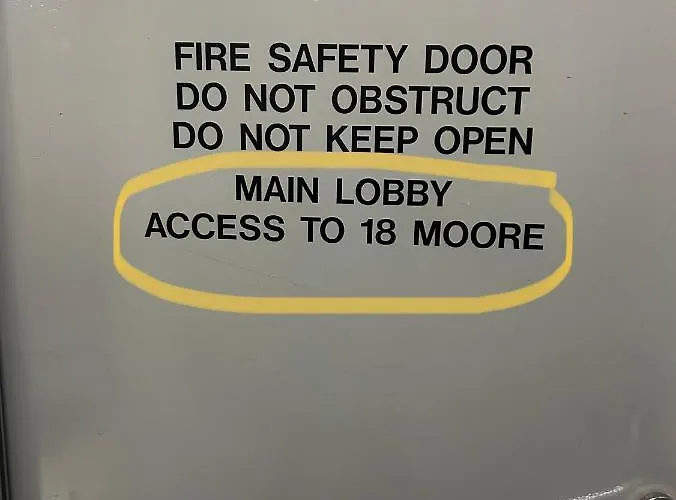 FIRE SAFETY DOOR
DO NOT OBSTRUCT
DO NOT KEEP OPEN
MAIN LOBBY
ACCESS TO 18 MOORE